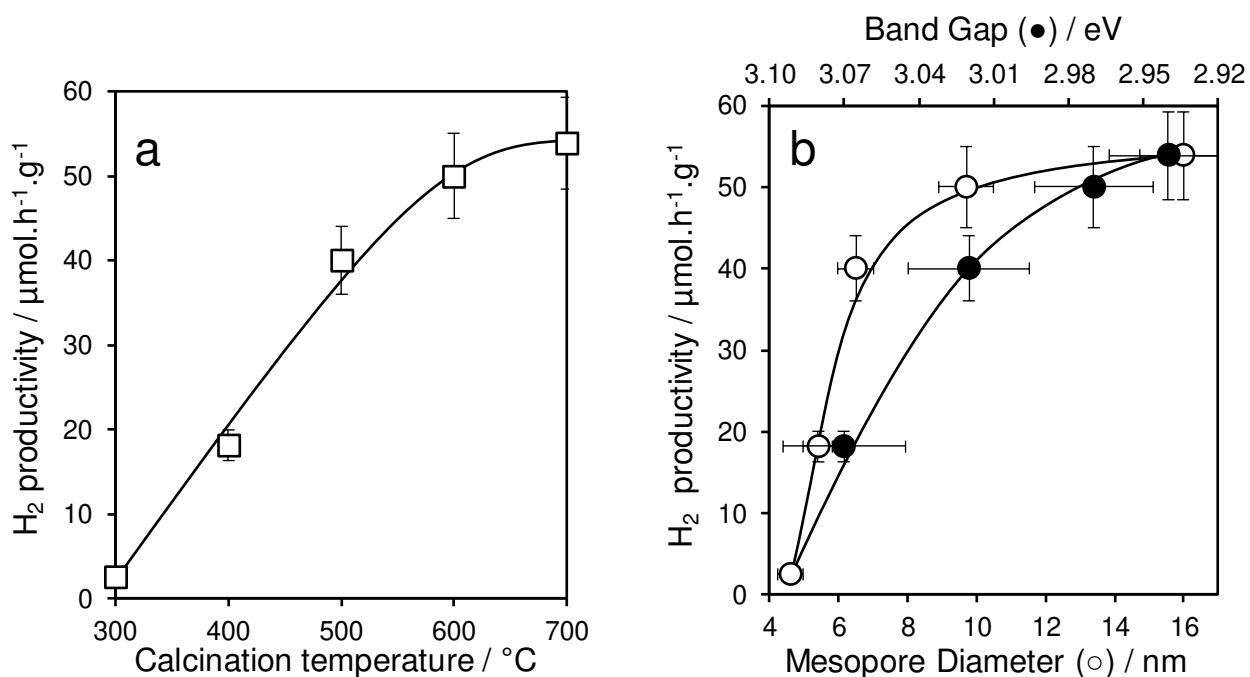 a
60
50
40
30
20
10
0
H₂ productivity / µmol.h⁻¹.g⁻¹
300 400 500 600 700
Calcination temperature / °C
Band Gap (●) / eV
3.10 3.07 3.04 3.01 2.98 2.95 2.92
b
60
50
40
30
20
10
0
H₂ productivity / µmol.h⁻¹.g⁻¹
4 6 8 10 12 14 16
Mesopore Diameter (○) / nm